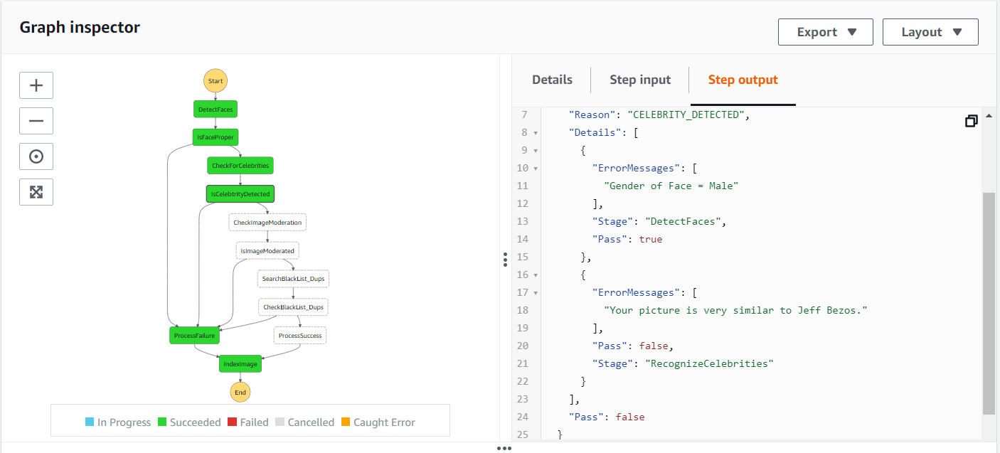 Graph inspector
Export
Layout
Start
DetectFaces
IsFaceProper
CheckForCelebrities
IsCelebtrityDetected
CheckImageModeration
IsImageModerated
SearchBlackList_Dups
CheckBlackList_Dups
ProcessFailure
ProcessSuccess
IndexImage
End
In Progress Succeeded Failed Cancelled Caught Error
Details Step input Step output
7 "Reason": "CELEBRITY_DETECTED",
8 "Details": [
9 {
10 "ErrorMessages": [
11 "Gender of Face = Male"
12 ],
13 "Stage": "DetectFaces",
14 "Pass": true
15 },
16 {
17 "ErrorMessages": [
18 "Your picture is very similar to Jeff Bezos."
19 ],
20 "Pass": false,
21 "Stage": "RecognizeCelebrities"
22 }
23 ],
24 "Pass": false
25 }